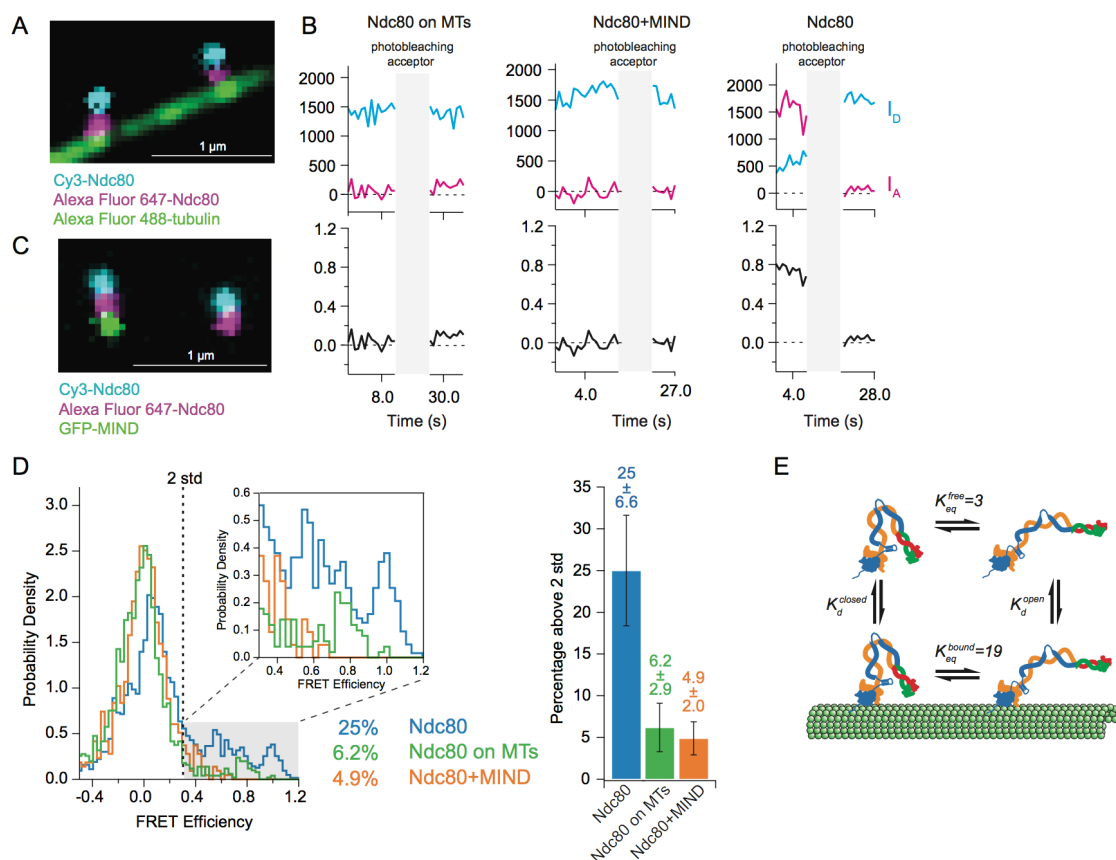 A
1 µm
Cy3-Ndc80
Alexa Fluor 647-Ndc80
Alexa Fluor 488-tubulin
B
Ndc80 on MTs
Ndc80+MIND
Ndc80
photobleaching
acceptor
photobleaching
acceptor
photobleaching
acceptor
2000
1500
1000
500
0
2000
1500
1000
500
0
2000
1500
1000
500
0
I_D
I_A
1.2
0.8
0.4
0.0
1.2
0.8
0.4
0.0
1.2
0.8
0.4
0.0
8.0 30.0
4.0 27.0
4.0 28.0
Time (s)
Time (s)
Time (s)
C
1 µm
Cy3-Ndc80
Alexa Fluor 647-Ndc80
GFP-MIND
D
2 std
Probability Density
3.0
2.5
2.0
1.5
1.0
0.5
0.0
-0.4 0.0 0.4 0.8 1.2
FRET Efficiency
Probability Density
0.6
0.5
0.4
0.3
0.2
0.1
0.0
0.4 0.6 0.8 1.0 1.2
FRET Efficiency
25% Ndc80
6.2% Ndc80 on MTs
4.9% Ndc80+MIND
Percentage above 2 std
35
30
25
20
15
10
5
0
25
±
6.6
6.2
±
2.9
4.9
±
2.0
Ndc80
Ndc80 on MTs
Ndc80+MIND
E
K_eq^free=3
K_d^closed
K_d^open
K_eq^bound=19